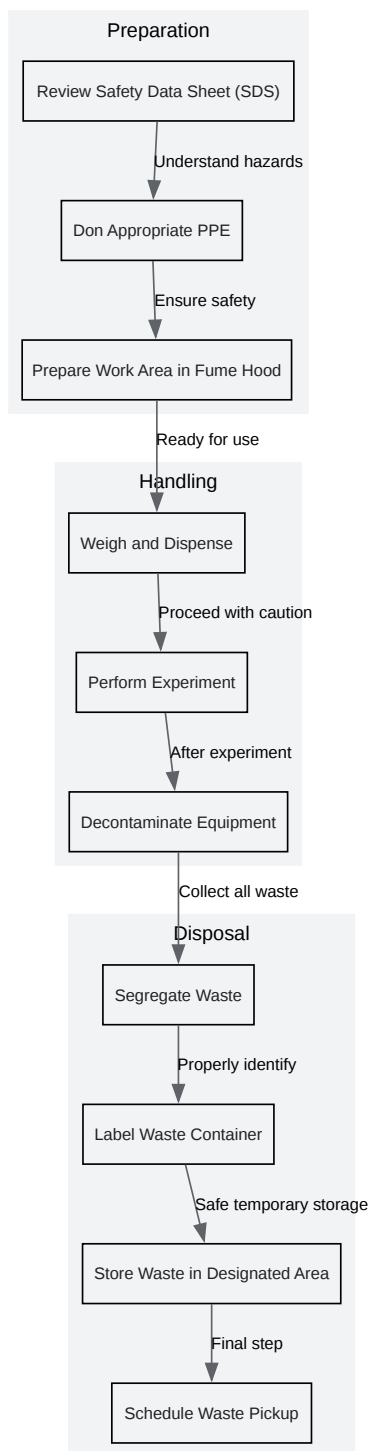 Preparation
Review Safety Data Sheet (SDS)
Understand hazards
Don Appropriate PPE
Ensure safety
Prepare Work Area in Fume Hood
Ready for use
Handling
Weigh and Dispense
Proceed with caution
Perform Experiment
After experiment
Decontaminate Equipment
Collect all waste
Disposal
Segregate Waste
Properly identify
Label Waste Container
Safe temporary storage
Store Waste in Designated Area
Final step
Schedule Waste Pickup